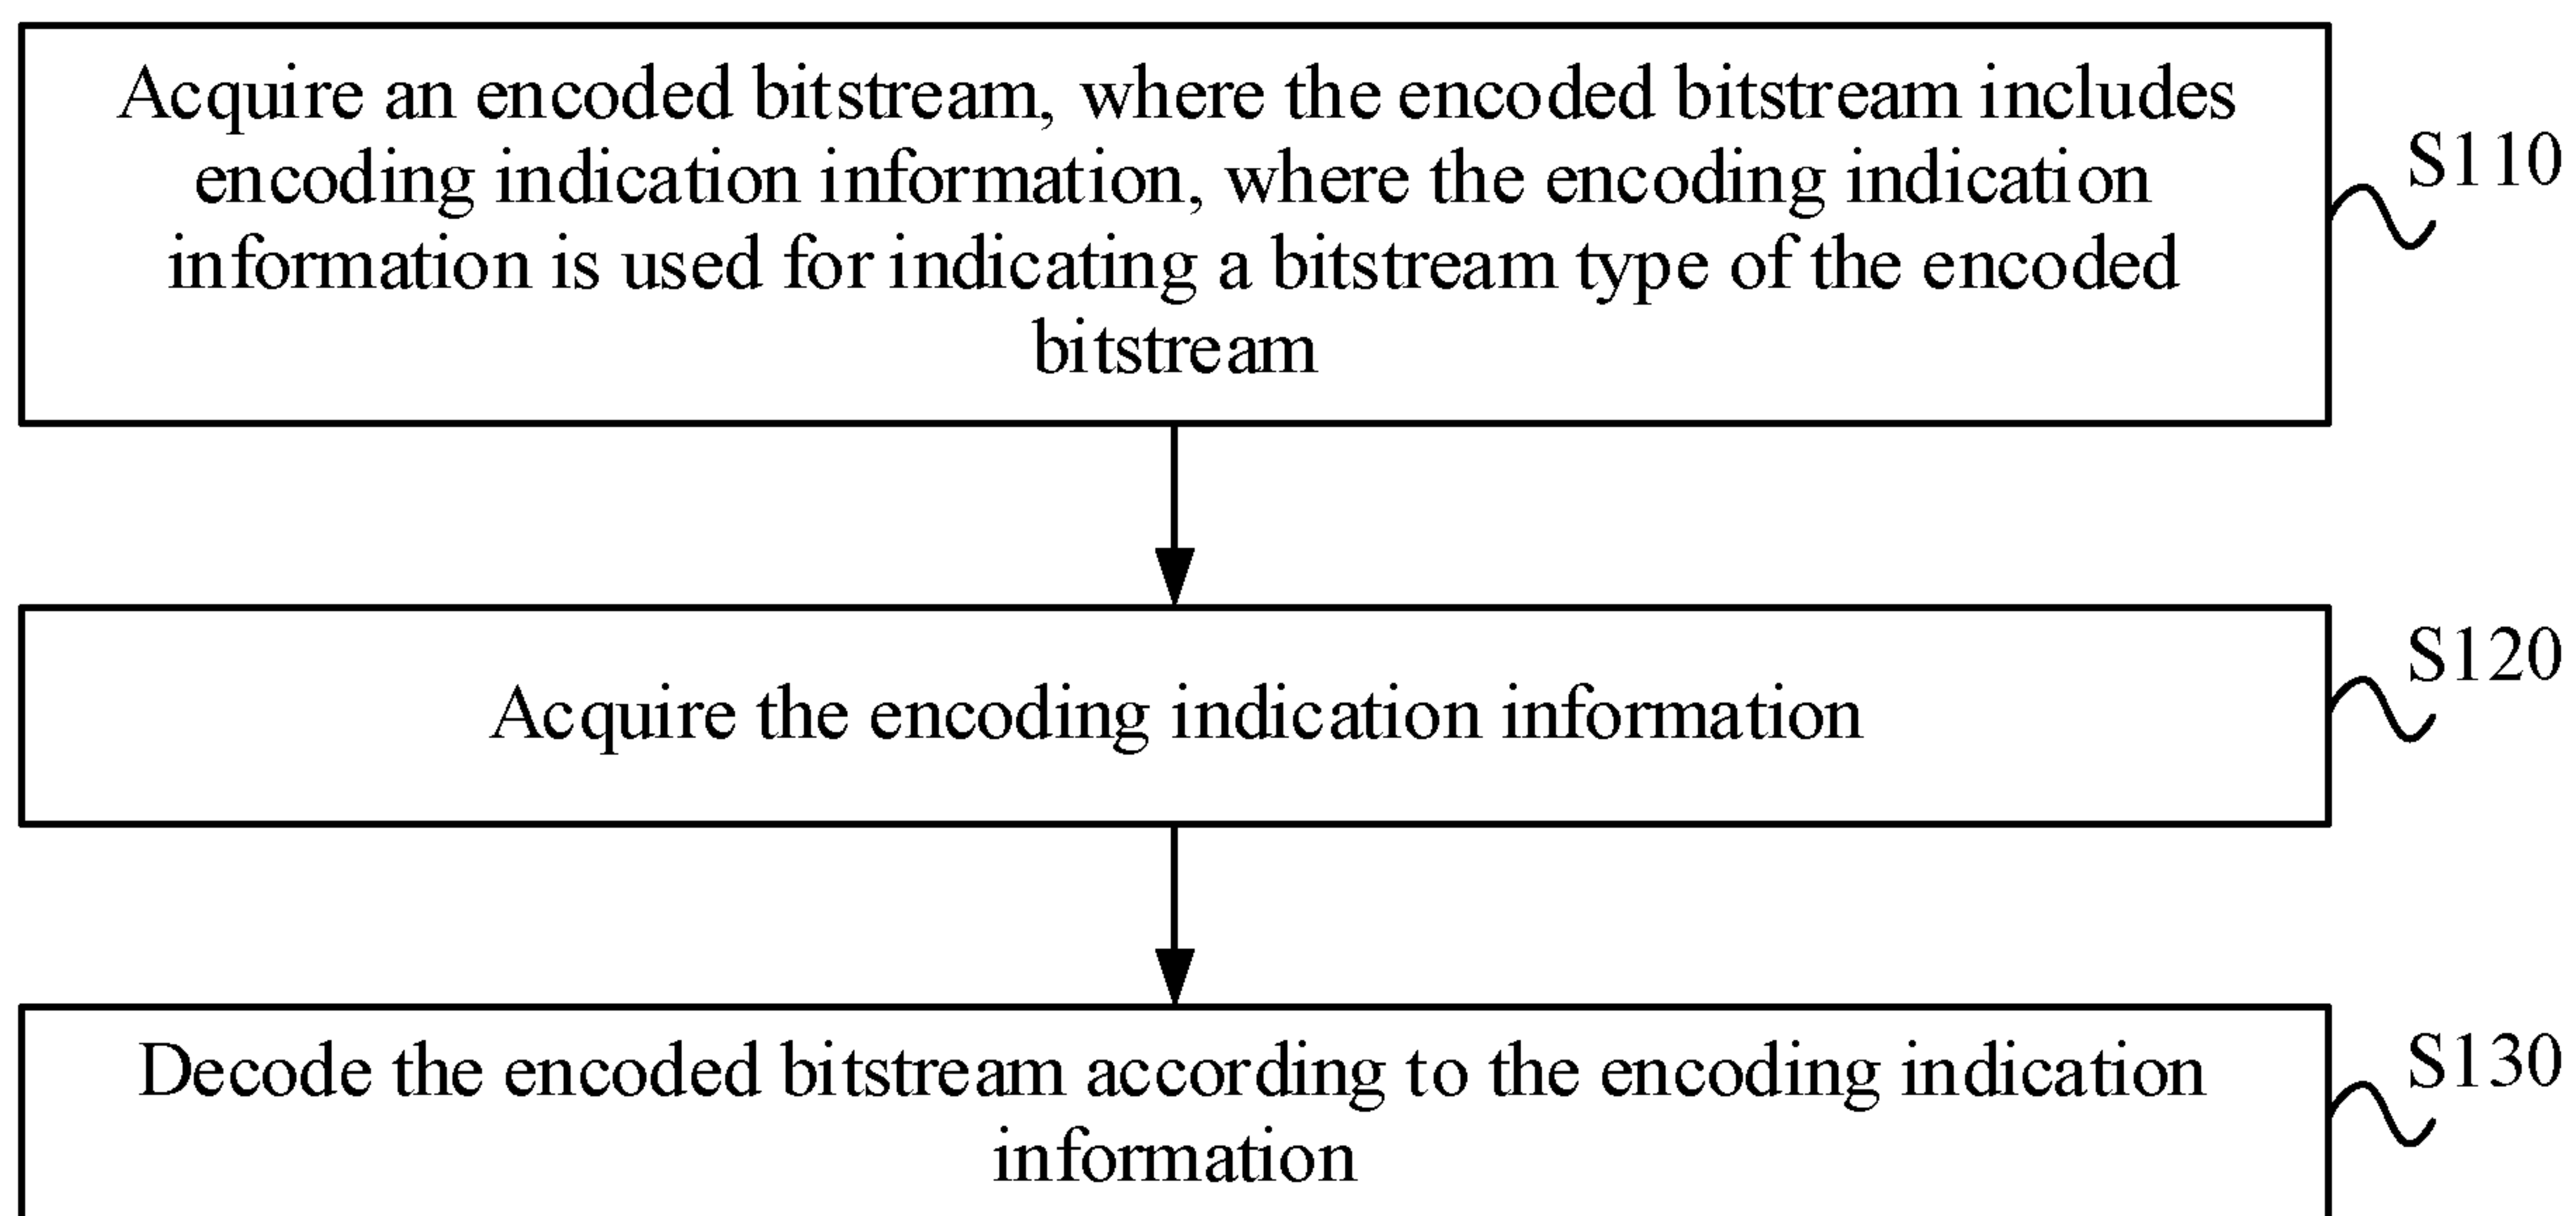 Acquire an encoded bitstream, where the encoded bitstream includes
encoding indication information, where the encoding indication
information is used for indicating a bitstream type of the encoded
bitstream
S110
Acquire the encoding indication information
S120
Decode the encoded bitstream according to the encoding indication
information
S130